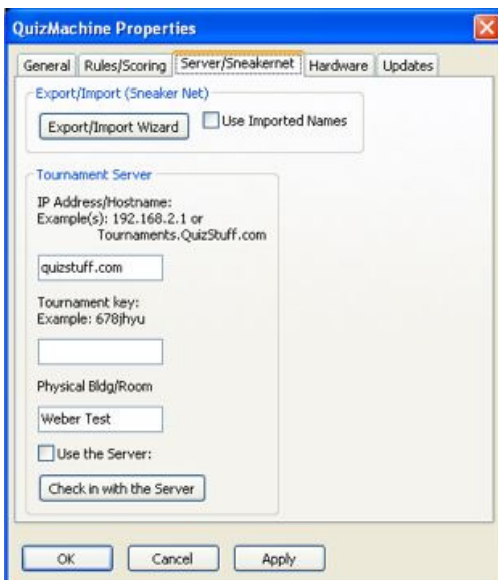 QuizMachine Properties
General Rules/Scoring Server/Sneakernet Hardware Updates
Export/Import (Sneaker Net)
Export/Import Wizard Use Imported Names
Tournament Server
IP Address/Hostname:
Example(s): 192.168.2.1 or
Tournaments.QuizStuff.com
quizstuff.com
Tournament key:
Example: 678jhyu
Physical Bldg/Room
Weber Test
Use the Server:
Check in with the Server
OK Cancel Apply